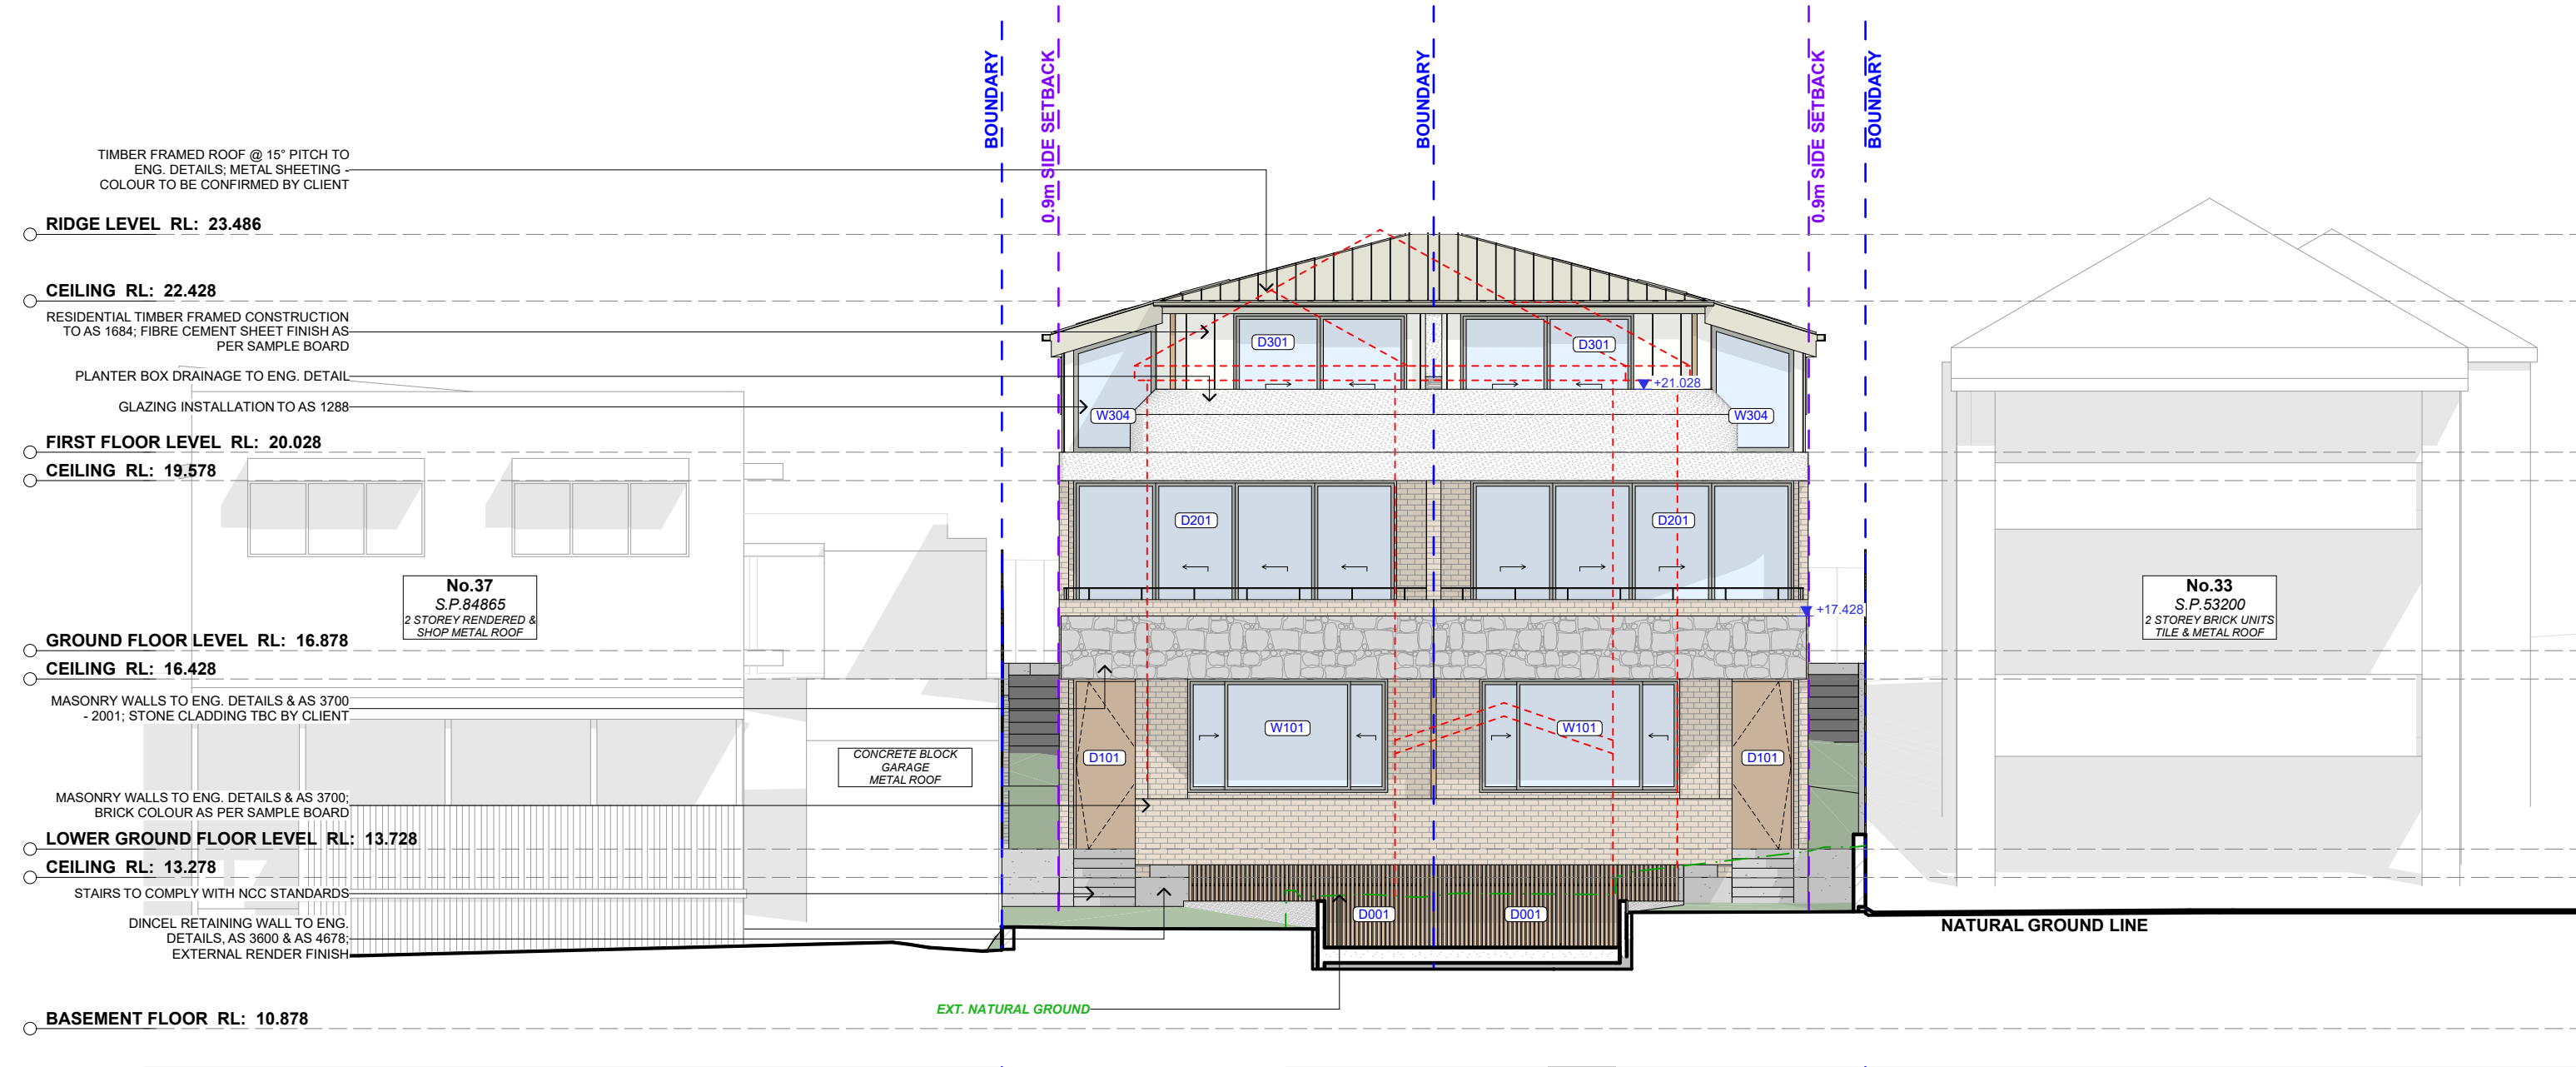 BOUNDARY
0.9m SIDE SETBACK
BOUNDARY
0.9m SIDE SETBACK
BOUNDARY
TIMBER FRAMED ROOF @ 15° PITCH TO
ENG. DETAILS; METAL SHEETING -
COLOUR TO BE CONFIRMED BY CLIENT
RIDGE LEVEL RL: 23.486
CEILING RL: 22.428
RESIDENTIAL TIMBER FRAMED CONSTRUCTION
TO AS 1684; FIBRE CEMENT SHEET FINISH AS
PER SAMPLE BOARD
D301
D301
PLANTER BOX DRAINAGE TO ENG. DETAIL
+21.028
GLAZING INSTALLATION TO AS 1288
W304
W304
FIRST FLOOR LEVEL RL: 20.028
CEILING RL: 19.578
D201
D201
No.37
S.P.84865
2 STOREY RENDERED &
SHOP METAL ROOF
No.33
S.P.53200
2 STOREY BRICK UNITS
TILE & METAL ROOF
+17.428
GROUND FLOOR LEVEL RL: 16.878
CEILING RL: 16.428
MASONRY WALLS TO ENG. DETAILS & AS 3700
- 2001; STONE CLADDING TBC BY CLIENT
W101
W101
CONCRETE BLOCK
GARAGE
METAL ROOF
D101
D101
MASONRY WALLS TO ENG. DETAILS & AS 3700;
BRICK COLOUR AS PER SAMPLE BOARD
LOWER GROUND FLOOR LEVEL RL: 13.728
CEILING RL: 13.278
STAIRS TO COMPLY WITH NCC STANDARDS
D001
D001
DINCEL RETAINING WALL TO ENG.
DETAILS, AS 3600 & AS 4678;
EXTERNAL RENDER FINISH
NATURAL GROUND LINE
EXT. NATURAL GROUND
BASEMENT FLOOR RL: 10.878